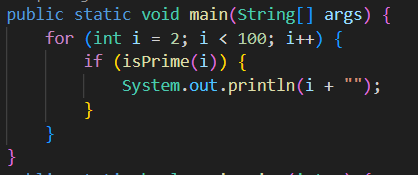 public static void main(String[] args) {
for (int i = 2; i < 100; i++) {
if (isPrime(i)) {
System.out.println(i + "");
}
}
}